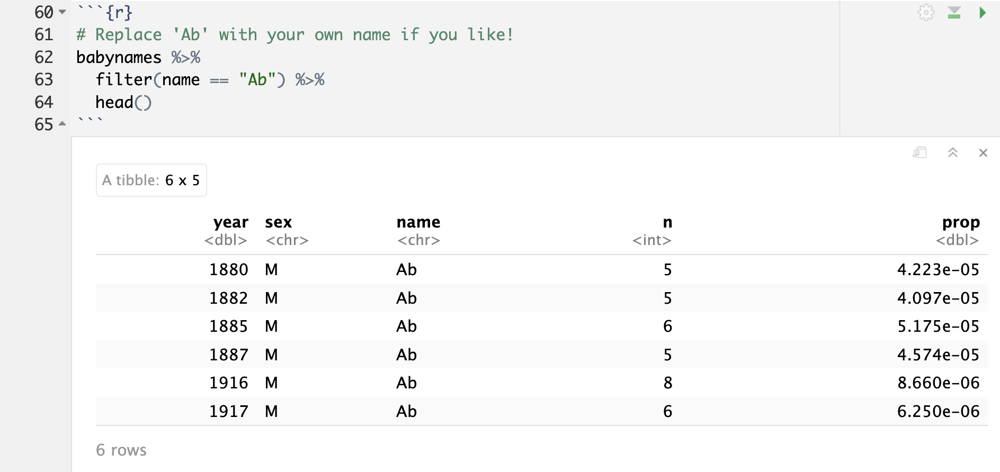 60 ```{r}
61 # Replace 'Ab' with your own name if you like!
62 babynames %>%
63   filter(name == "Ab") %>%
64   head()
65 ```
A tibble: 6 x 5
year sex name n prop
<dbl> <chr> <chr> <int> <dbl>
1880 M Ab 5 4.223e-05
1882 M Ab 5 4.097e-05
1885 M Ab 6 5.175e-05
1887 M Ab 5 4.574e-05
1916 M Ab 8 8.660e-06
1917 M Ab 6 6.250e-06
6 rows